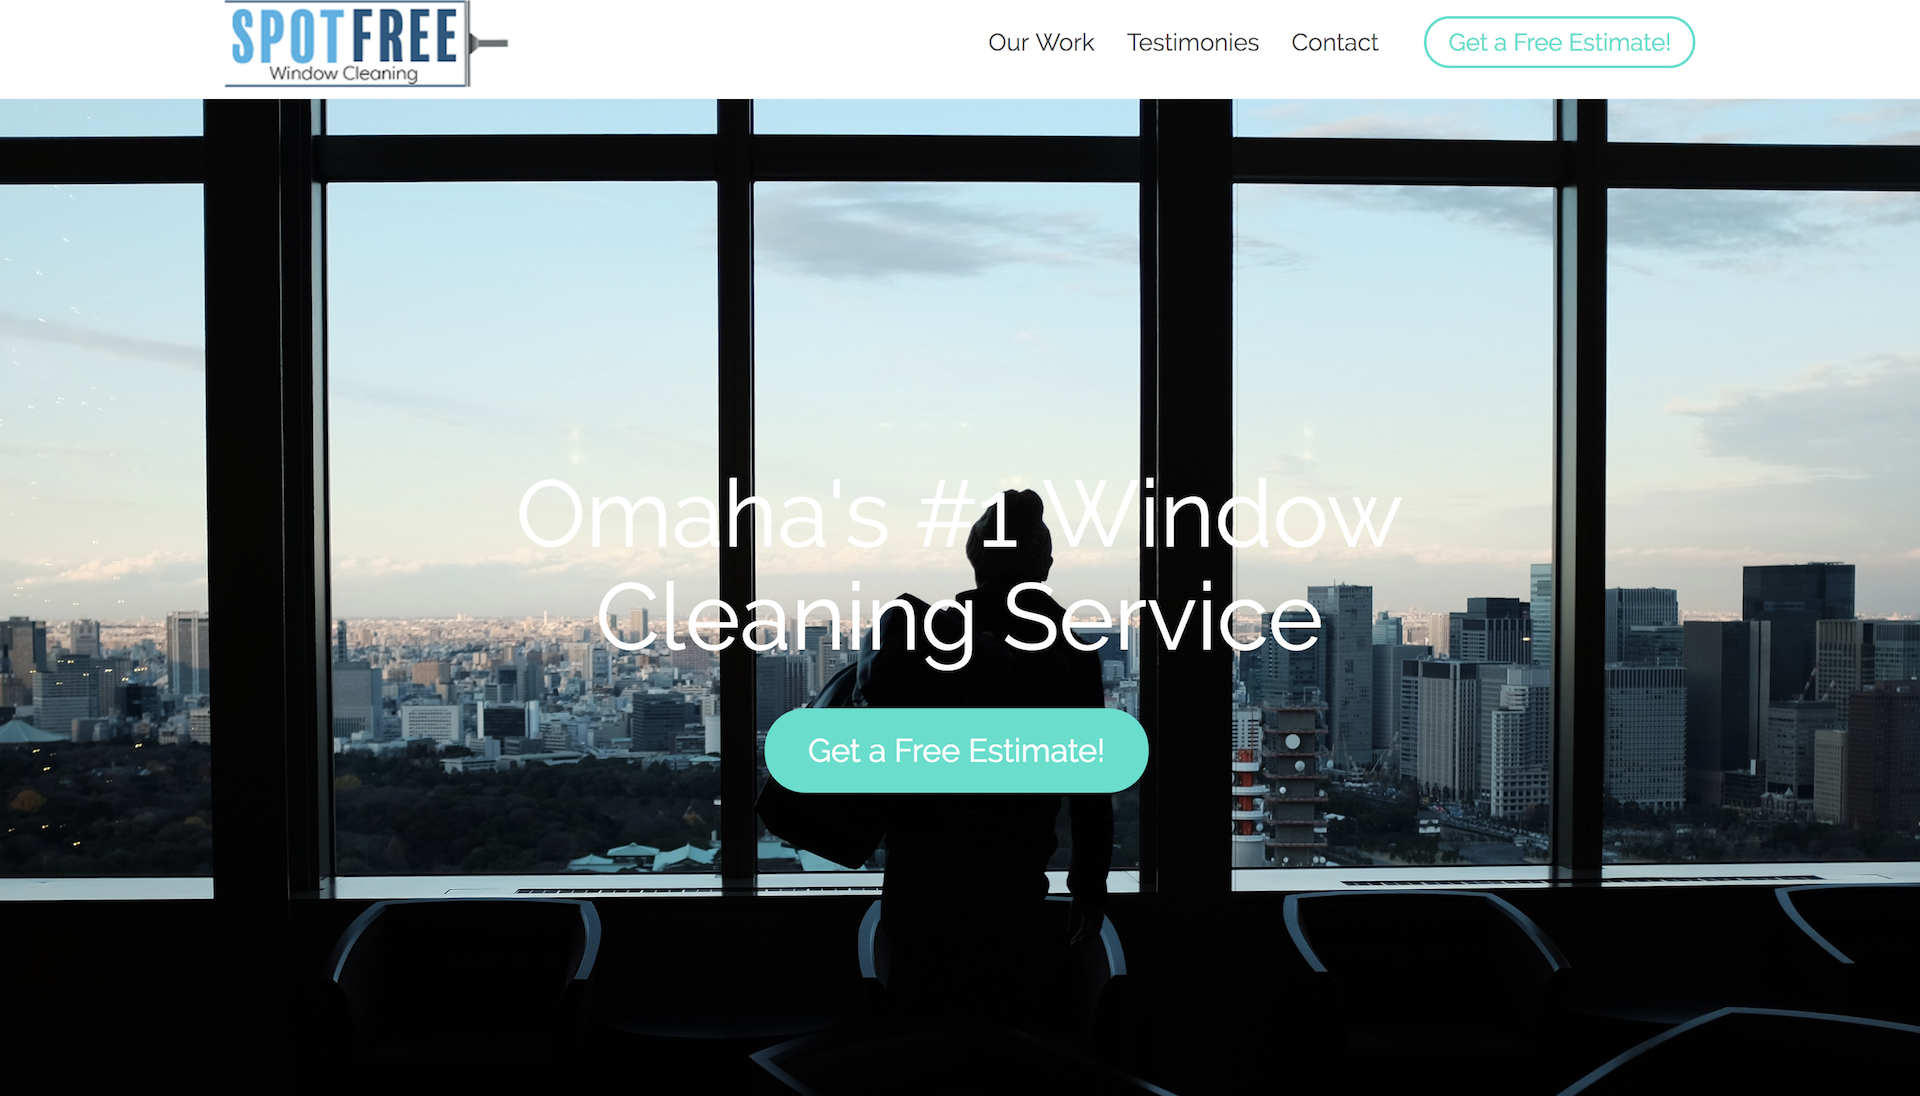 SPOTFREE
Window Cleaning
Our Work
Testimonies
Contact
Get a Free Estimate!
Omaha's #1 Window
Cleaning Service
Get a Free Estimate!